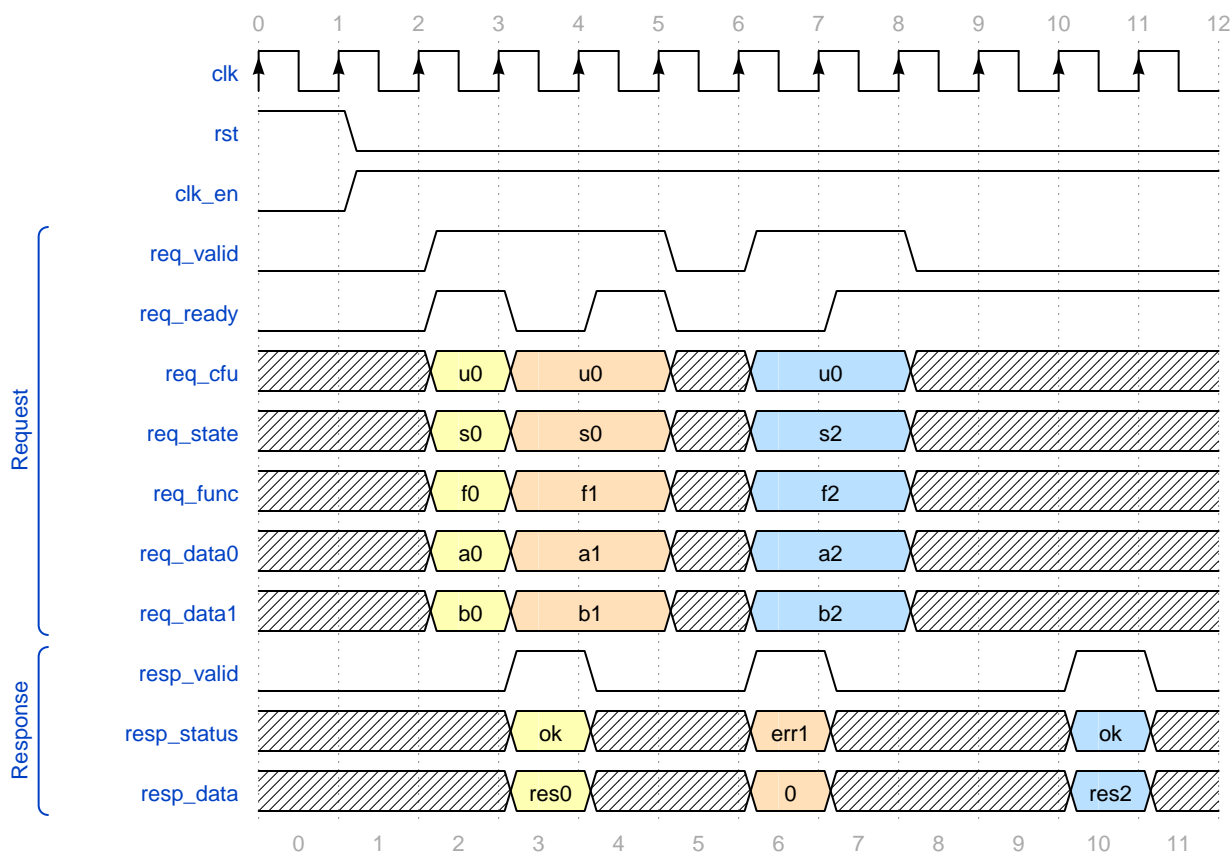 0 1 2 3 4 5 6 7 8 9 10 11 12
clk
rst
clk_en
Request
req_valid
req_ready
req_cfu u0 u0 u0
req_state s0 s0 s2
req_func f0 f1 f2
req_data0 a0 a1 a2
req_data1 b0 b1 b2
Response
resp_valid
resp_status ok err1 ok
resp_data res0 0 res2
0 1 2 3 4 5 6 7 8 9 10 11